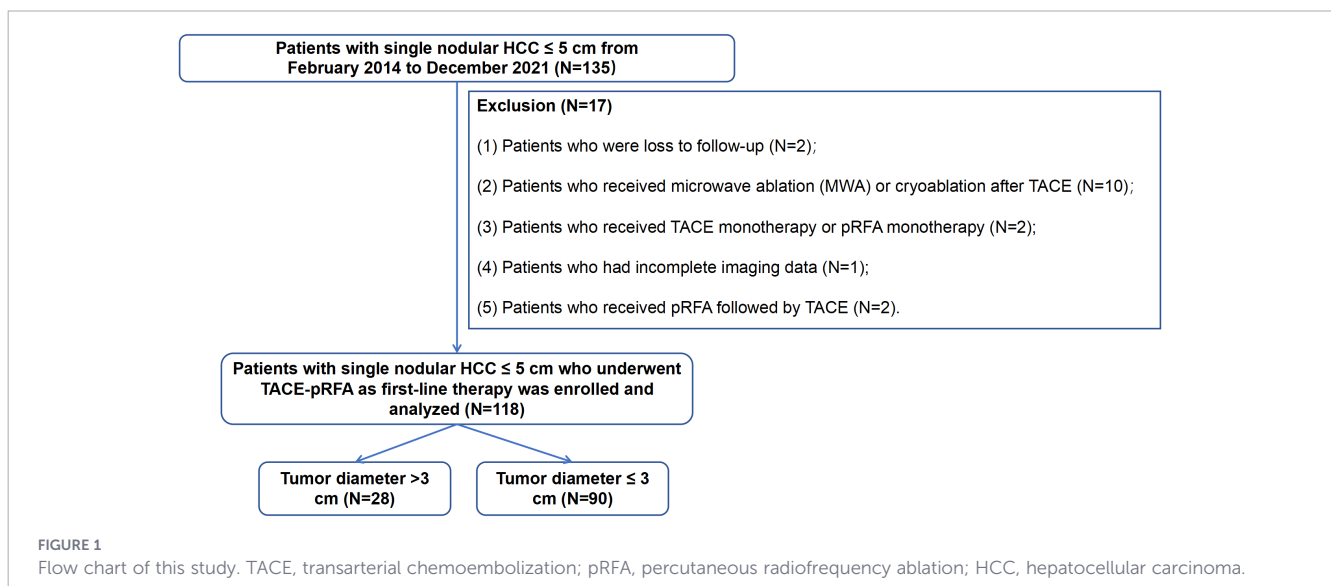 Patients with single nodular HCC ≤ 5 cm from
February 2014 to December 2021 (N=135)
Exclusion (N=17)
(1) Patients who were loss to follow-up (N=2);
(2) Patients who received microwave ablation (MWA) or cryoablation after TACE (N=10);
(3) Patients who received TACE monotherapy or pRFA monotherapy (N=2);
(4) Patients who had incomplete imaging data (N=1);
(5) Patients who received pRFA followed by TACE (N=2).
Patients with single nodular HCC ≤ 5 cm who underwent
TACE-pRFA as first-line therapy was enrolled and
analyzed (N=118)
Tumor diameter >3
cm (N=28)
Tumor diameter ≤ 3
cm (N=90)
FIGURE 1
Flow chart of this study. TACE, transarterial chemoembolization; pRFA, percutaneous radiofrequency ablation; HCC, hepatocellular carcinoma.